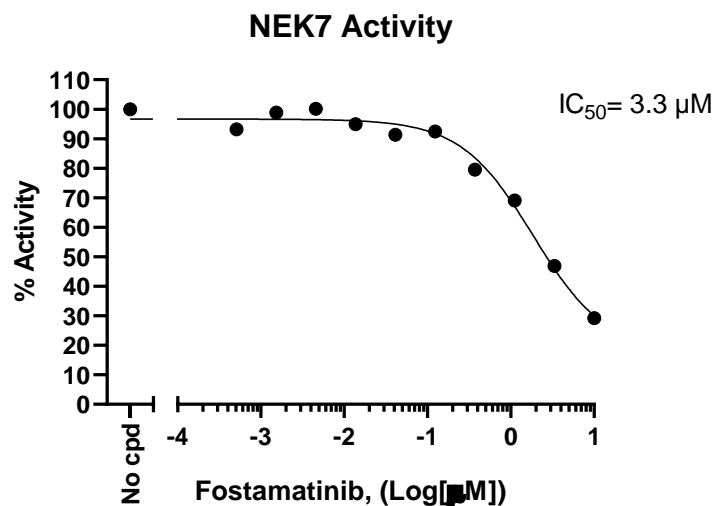 NEK7 Activity
IC50= 3.3 µM
% Activity
110
100
90
80
70
60
50
40
30
20
10
0
No cpd
-4 -3 -2 -1 0 1
Fostamatinib, (Log[µM])